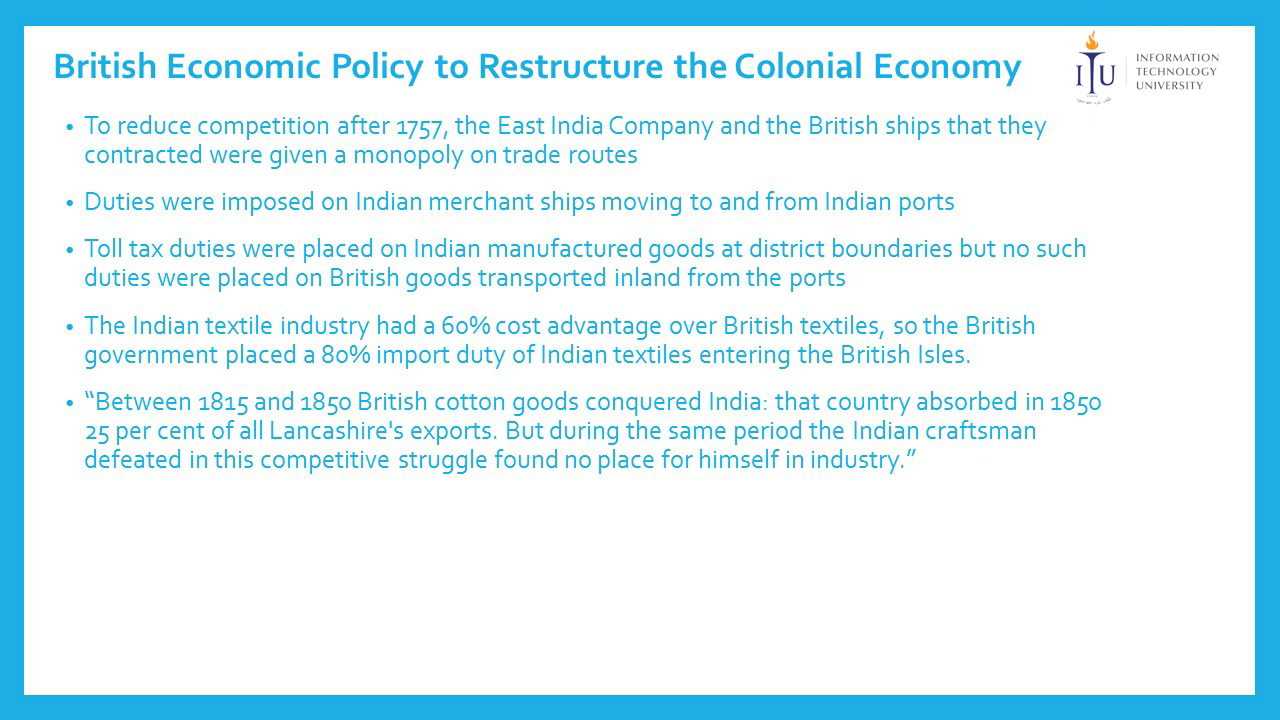 British Economic Policy to Restructure the Colonial Economy
ITU
INFORMATION
TECHNOLOGY
UNIVERSITY
• To reduce competition after 1757, the East India Company and the British ships that they
contracted were given a monopoly on trade routes
• Duties were imposed on Indian merchant ships moving to and from Indian ports
• Toll tax duties were placed on Indian manufactured goods at district boundaries but no such
duties were placed on British goods transported inland from the ports
• The Indian textile industry had a 60% cost advantage over British textiles, so the British
government placed a 80% import duty of Indian textiles entering the British Isles.
• “Between 1815 and 1850 British cotton goods conquered India: that country absorbed in 1850
25 per cent of all Lancashire's exports. But during the same period the Indian craftsman
defeated in this competitive struggle found no place for himself in industry.”